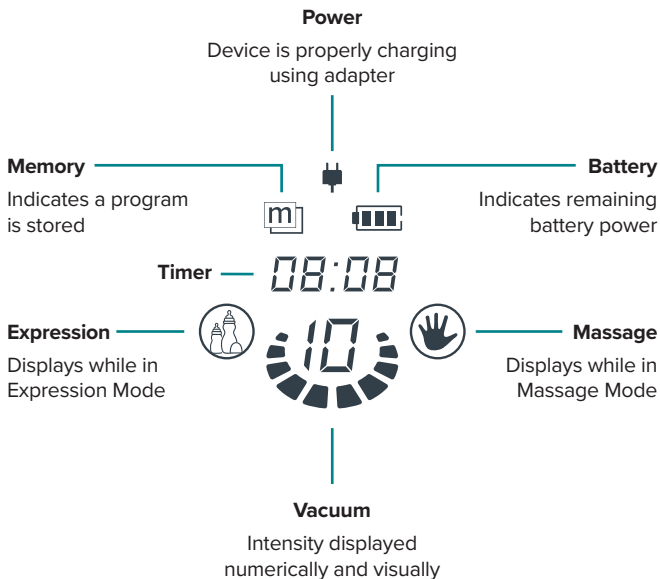 Power
Device is properly charging
using adapter
Memory
Indicates a program
is stored
Battery
Indicates remaining
battery power
m
Timer
08:08
Expression
Displays while in
Expression Mode
10
Massage
Displays while in
Massage Mode
Vacuum
Intensity displayed
numerically and visually